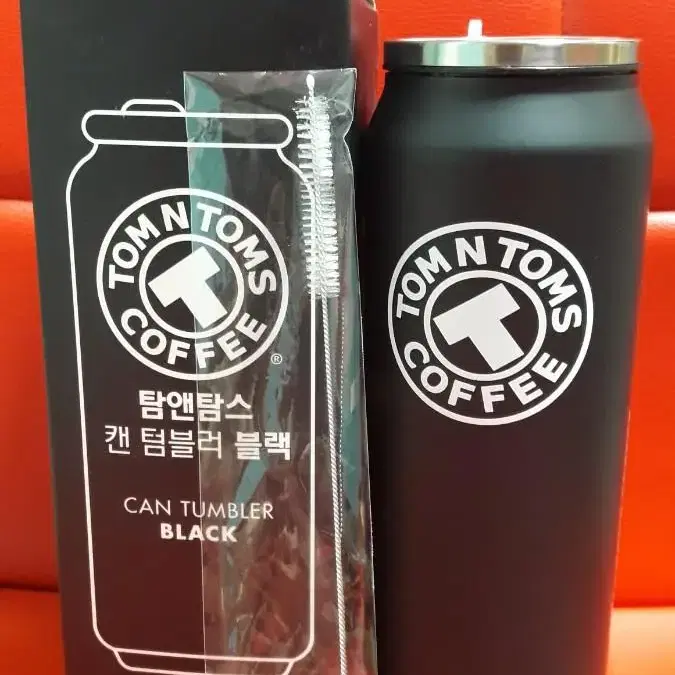 TOM N TOMS
COFFEE
T
®
탐앤탐스
캔 텀블러 블랙
CAN TUMBLER
BLACK
TOM N TOMS
COFFEE
T